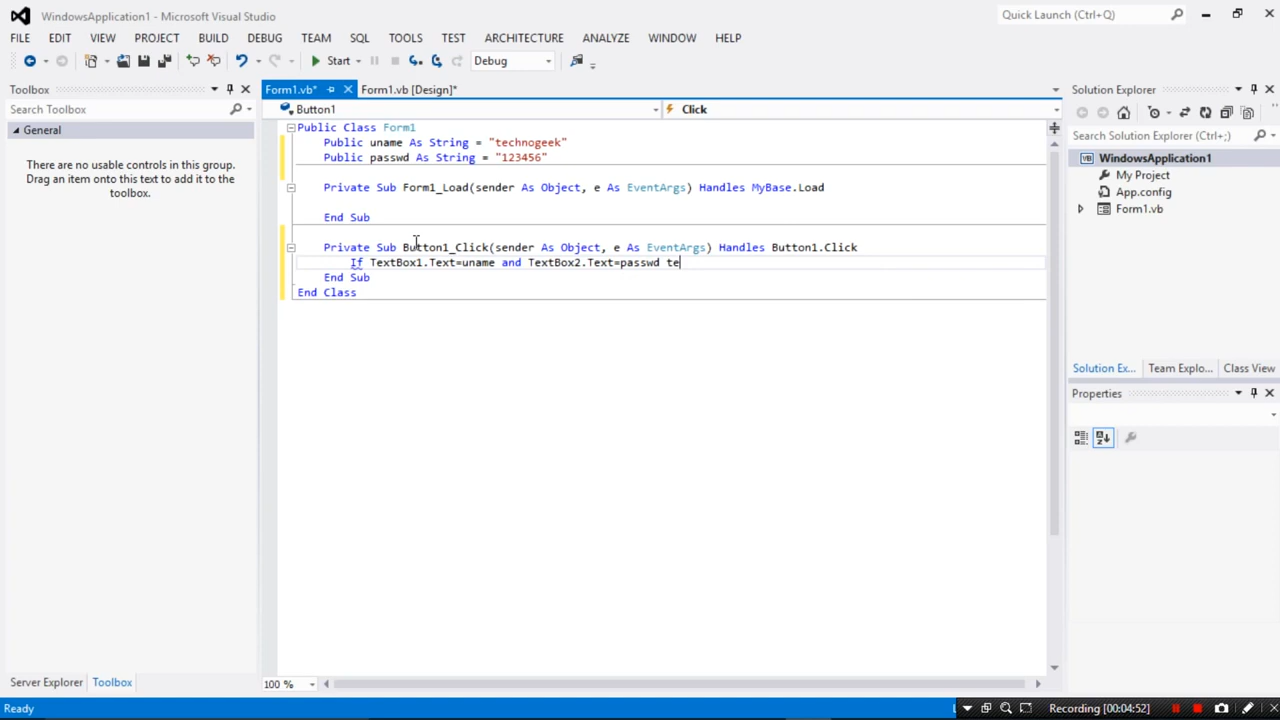 WindowsApplication1 - Microsoft Visual Studio
Quick Launch (Ctrl+Q)
FILE EDIT VIEW PROJECT BUILD DEBUG TEAM SQL TOOLS TEST ARCHITECTURE ANALYZE WINDOW HELP
Start Debug
Toolbox
Search Toolbox
General
There are no usable controls in this group.
Drag an item onto this text to add it to the
toolbox.
Server Explorer Toolbox
Form1.vb* Form1.vb [Design]*
Button1 Click
Public Class Form1
Public uname As String = "technogeek"
Public passwd As String = "123456"
Private Sub Form1_Load(sender As Object, e As EventArgs) Handles MyBase.Load
End Sub
Private Sub Button1_Click(sender As Object, e As EventArgs) Handles Button1.Click
If TextBox1.Text=uname and TextBox2.Text=passwd te
End Sub
End Class
100 %
Solution Explorer
Search Solution Explorer (Ctrl+;)
WindowsApplication1
My Project
App.config
Form1.vb
Solution Ex... Team Explo... Class View
Properties
Ready
Recording [00:04:52]